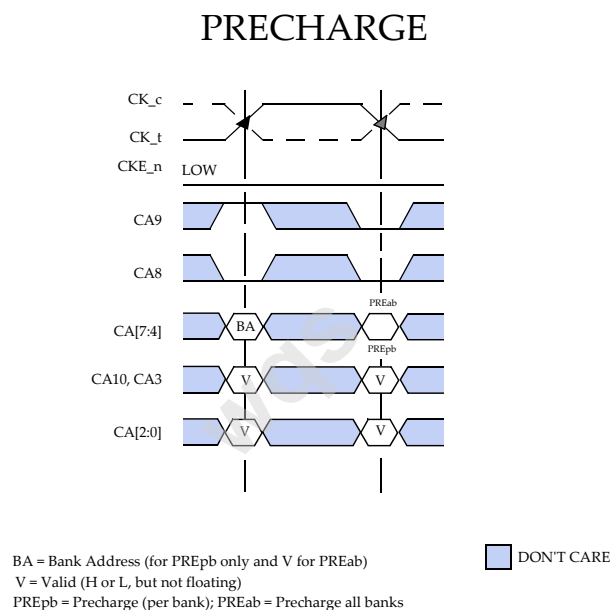 PRECHARGE
CK_c
CK_t
CKE_n LOW
CA9
CA8
PREab
CA[7:4] BA
PREpb
CA10, CA3 V V
CA[2:0] V V
wqs
BA = Bank Address (for PREpb only and V for PREab)
DON'T CARE
V = Valid (H or L, but not floating)
PREpb = Precharge (per bank); PREab = Precharge all banks